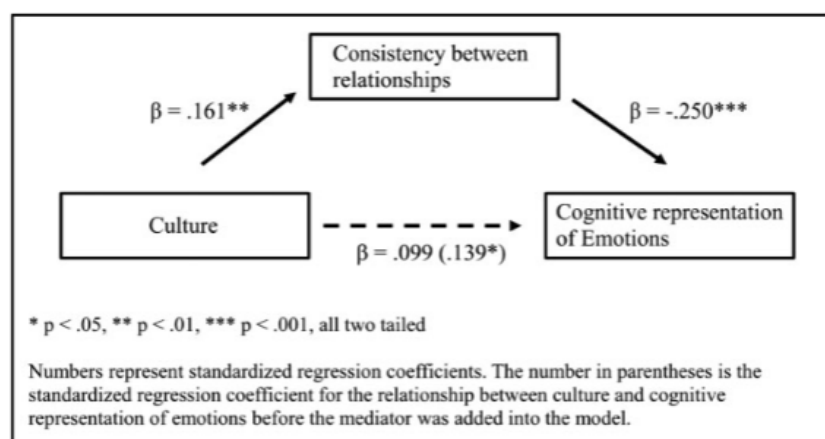 Consistency between
relationships
β = .161**
β = -.250***
Culture
Cognitive representation
of Emotions
β = .099 (.139*)
* p < .05, ** p < .01, *** p < .001, all two tailed
Numbers represent standardized regression coefficients. The number in parentheses is the
standardized regression coefficient for the relationship between culture and cognitive
representation of emotions before the mediator was added into the model.